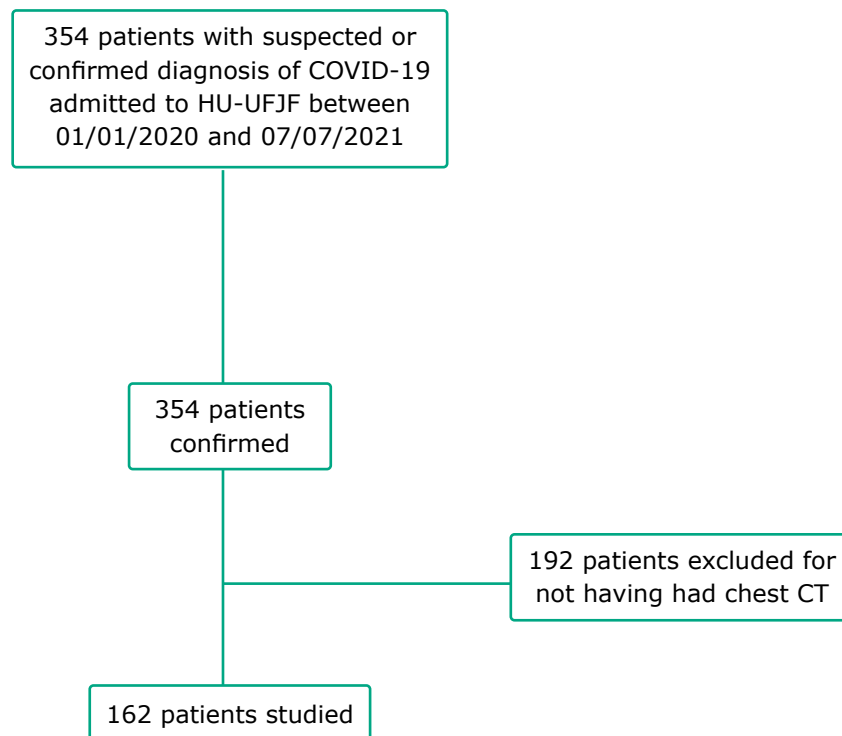 354 patients with suspected or
confirmed diagnosis of COVID-19
admitted to HU-UFJF between
01/01/2020 and 07/07/2021
354 patients
confirmed
192 patients excluded for
not having had chest CT
162 patients studied